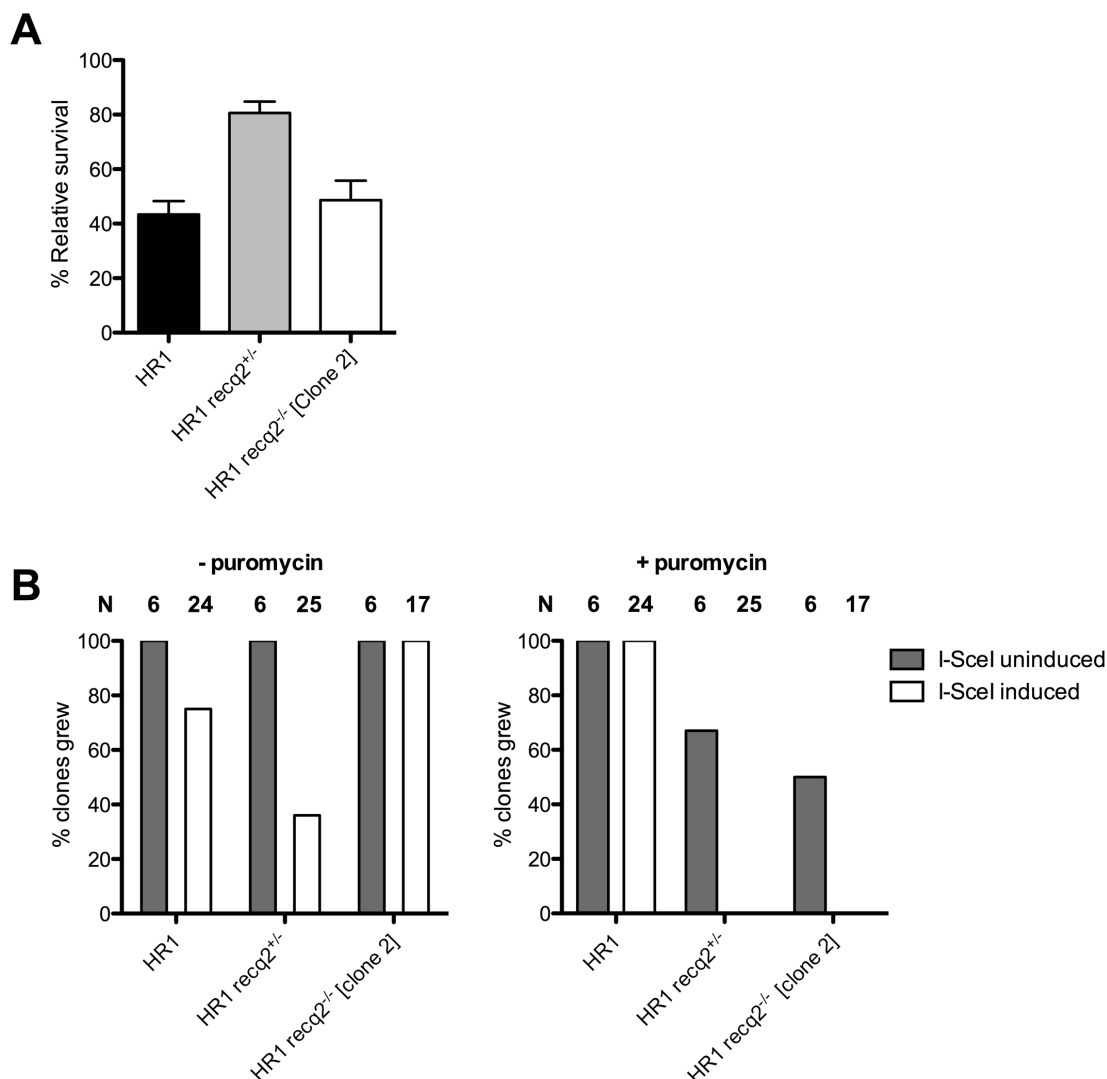 A
% Relative survival
100
80
60
40
20
0
HR1
HR1 recq2+/-
HR1 recq2-/- [Clone 2]
B
- puromycin
N 6 24 6 25 6 17
% clones grew
100
80
60
40
20
0
HR1
HR1 recq2+/-
HR1 recq2-/- [clone 2]
+ puromycin
N 6 24 6 25 6 17
% clones grew
100
80
60
40
20
0
HR1
HR1 recq2+/-
HR1 recq2-/- [clone 2]
I-SceI uninduced
I-SceI induced